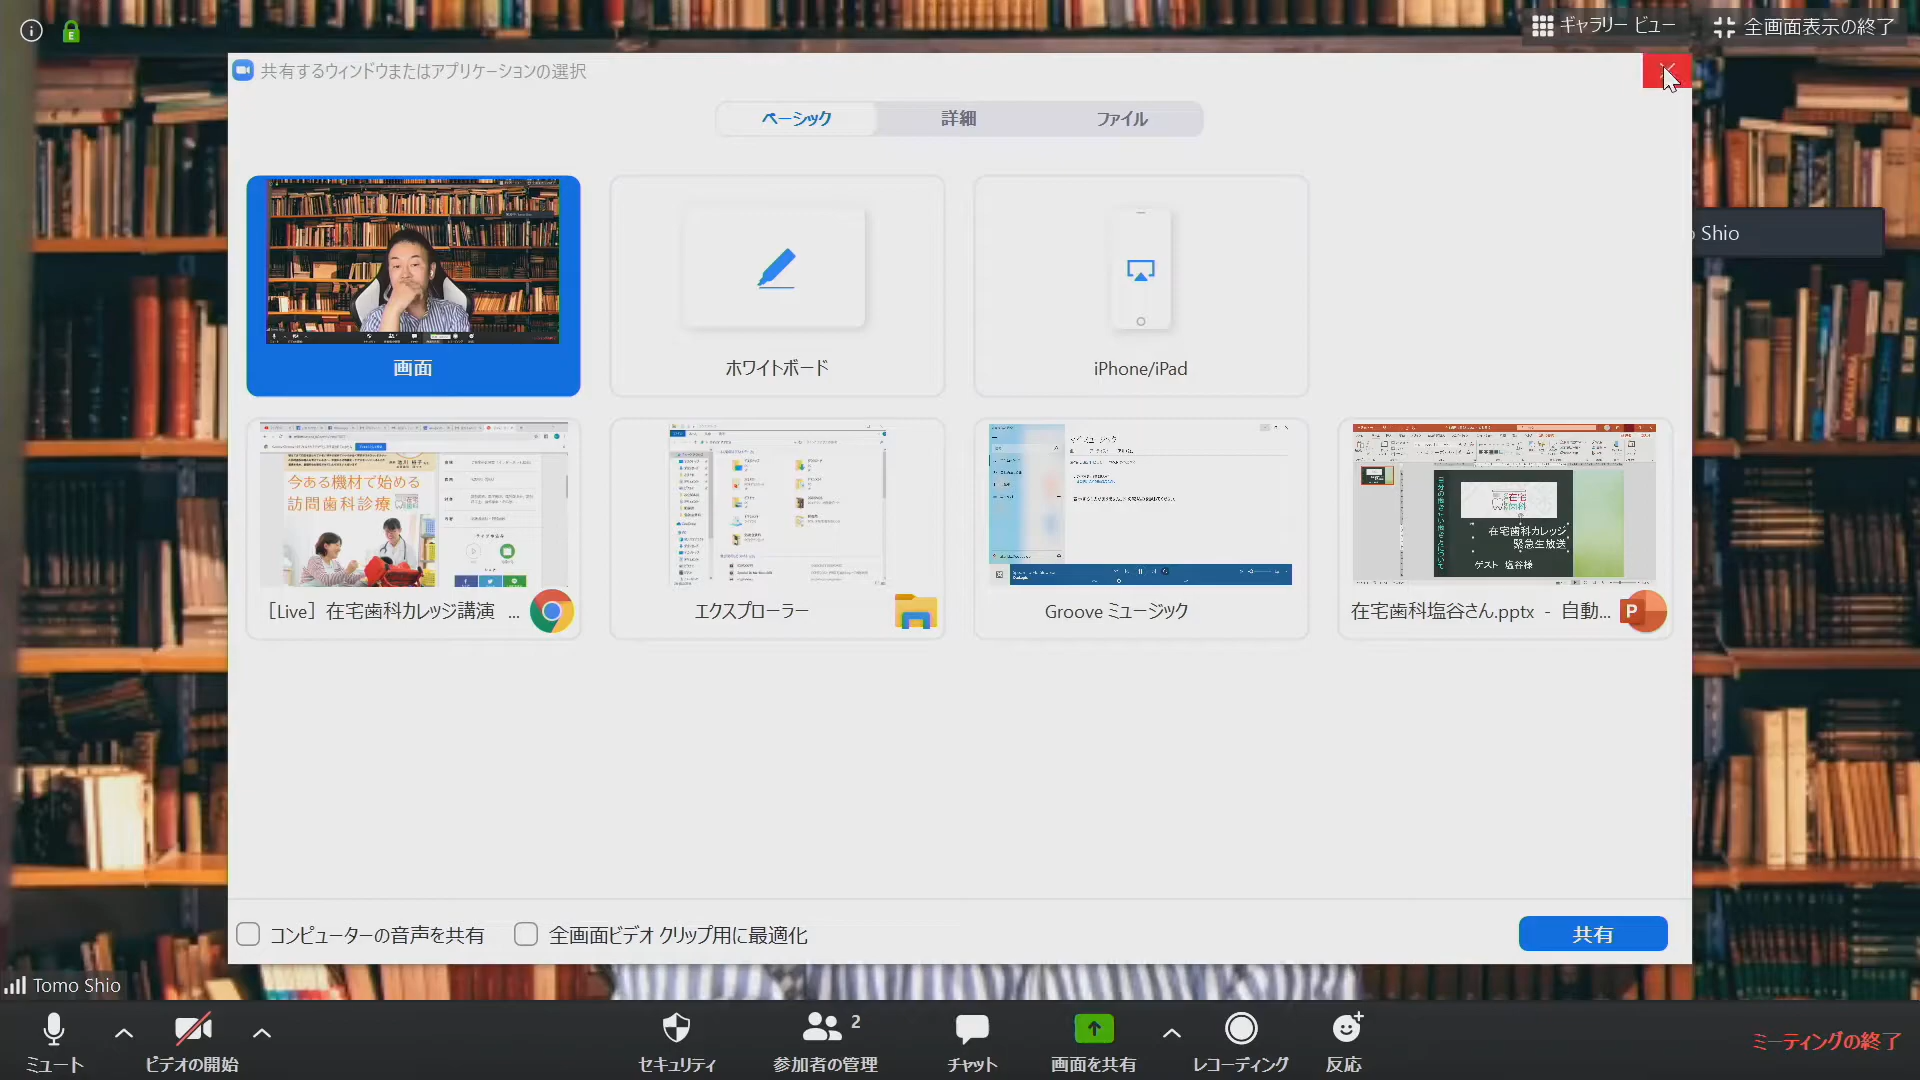 ギャラリー ビュー
全画面表示の終了
共有するウィンドウまたはアプリケーションの選択
ベーシック
詳細
ファイル
Shio
画面
ホワイトボード
iPhone/iPad
今ある機材で始める
訪問歯科診療
マイミュージック
在宅歯科カレッジ
緊急生放送
ゲスト 塩谷様
［Live］在宅歯科カレッジ講演 ...
エクスプローラー
Groove ミュージック
在宅歯科塩谷さん.pptx - 自動...
コンピューターの音声を共有
全画面ビデオ クリップ用に最適化
共有
Tomo Shio
2
ミュート
ビデオの開始
セキュリティ
参加者の管理
チャット
画面を共有
レコーディング
反応
ミーティングの終了